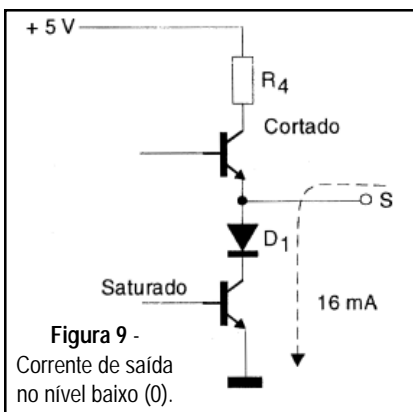 + 5 V
R4
Cortado
S
D1
Saturado
16 mA
Figura 9 -
Corrente de saída
no nível baixo (0).